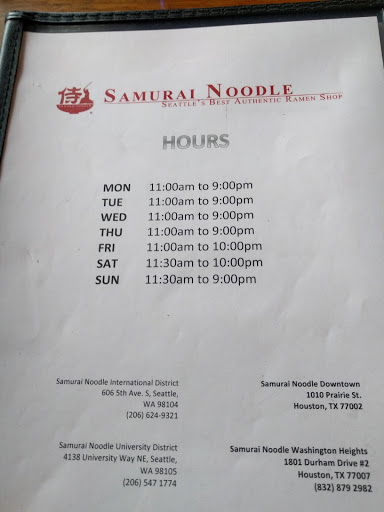 侍
SAMURAI NOODLE
SEATTLE'S BEST AUTHENTIC RAMEN SHOP
HOURS
MON 11:00am to 9:00pm
TUE 11:00am to 9:00pm
WED 11:00am to 9:00pm
THU 11:00am to 9:00pm
FRI 11:00am to 10:00pm
SAT 11:30am to 10:00pm
SUN 11:30am to 9:00pm
Samurai Noodle International District
606 5th Ave. S, Seattle,
WA 98104
(206) 624-9321
Samurai Noodle Downtown
1010 Prairie St.
Houston, TX 77002
Samurai Noodle University District
4138 University Way NE, Seattle,
WA 98105
(206) 547 1774
Samurai Noodle Washington Heights
1801 Durham Drive #2
Houston, TX 77007
(832) 879 2982